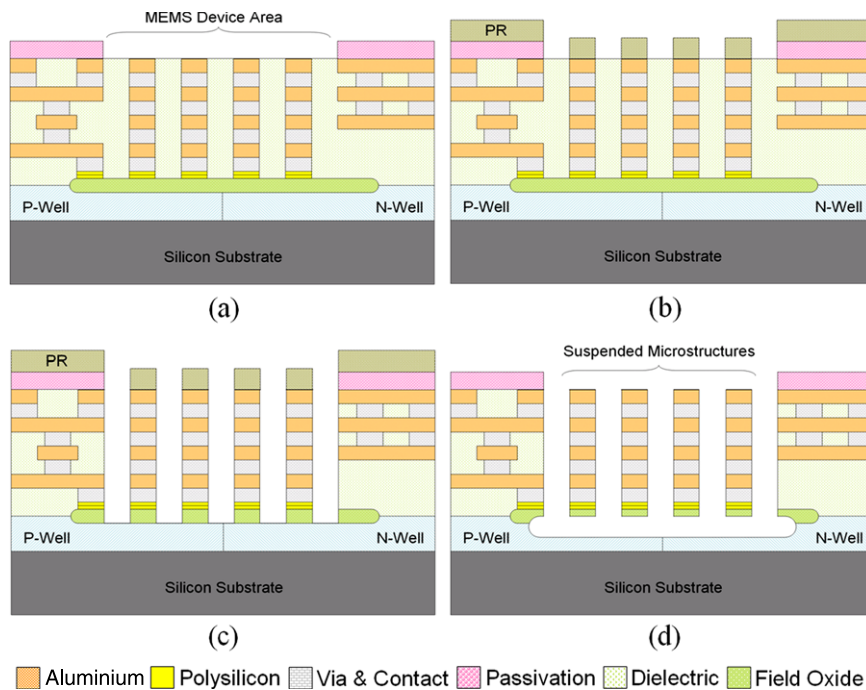 MEMS Device Area
P-Well
N-Well
Silicon Substrate
(a)
PR
P-Well
N-Well
Silicon Substrate
(b)
PR
P-Well
N-Well
Silicon Substrate
(c)
Suspended Microstructures
P-Well
N-Well
Silicon Substrate
(d)
Aluminium Polysilicon Via & Contact Passivation Dielectric Field Oxide